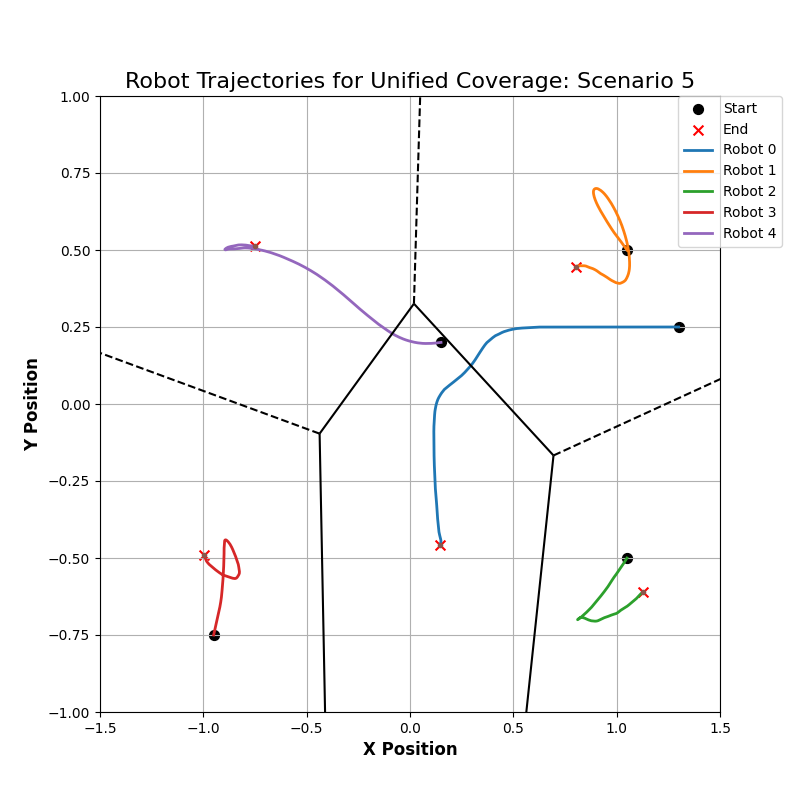 Robot Trajectories for Unified Coverage: Scenario 5
Start
End
Robot 0
Robot 1
Robot 2
Robot 3
Robot 4
1.00
0.75
0.50
0.25
0.00
−0.25
−0.50
−0.75
−1.00
Y Position
−1.5
−1.0
−0.5
0.0
0.5
1.0
1.5
X Position